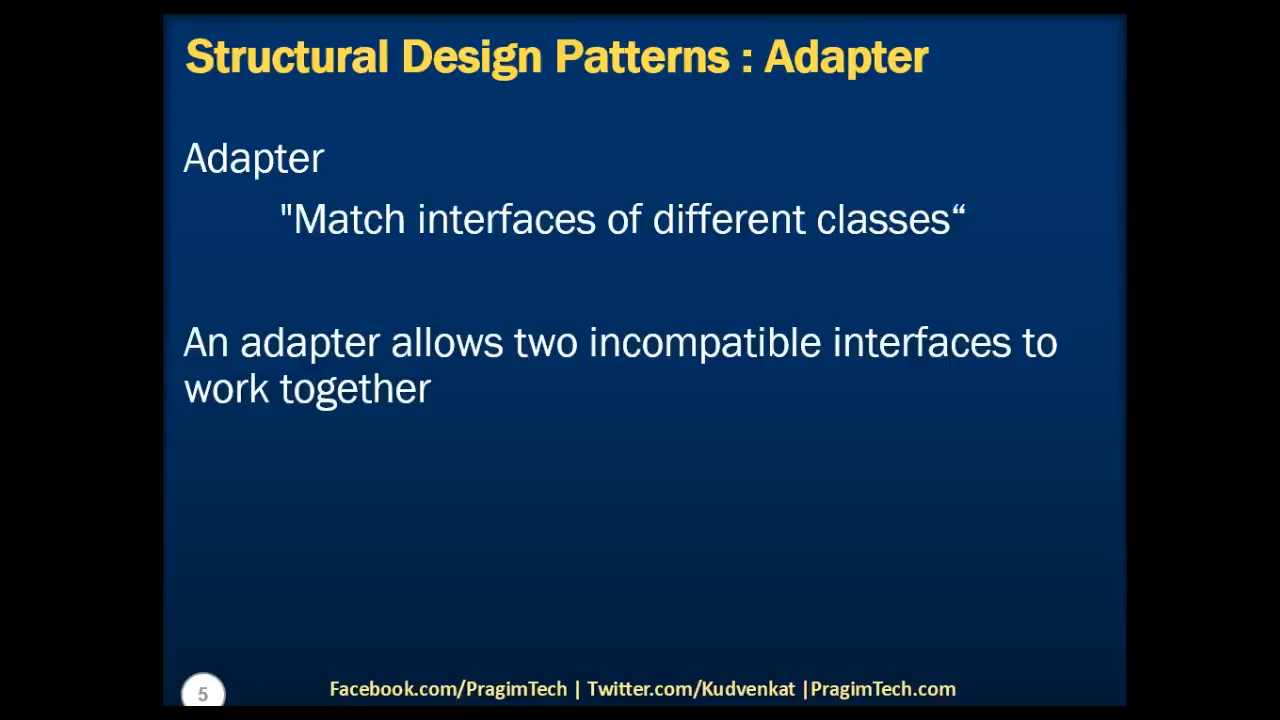 Structural Design Patterns : Adapter
Adapter
"Match interfaces of different classes“
An adapter allows two incompatible interfaces to
work together
5
Facebook.com/PragimTech | Twitter.com/Kudvenkat |PragimTech.com